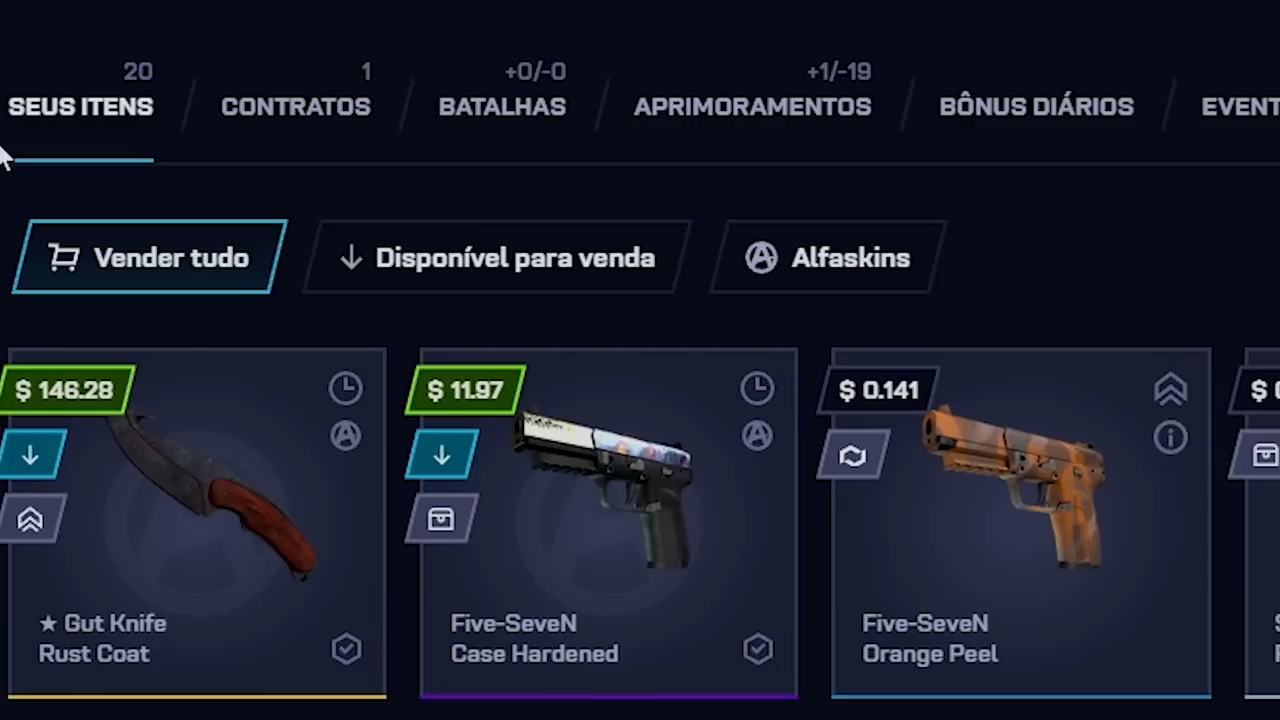 20
1
+0/-0
+1/-19
SEUS ITENS
CONTRATOS
BATALHAS
APRIMORAMENTOS
BÔNUS DIÁRIOS
EVENT
Vender tudo
Disponível para venda
Alfaskins
$ 146.28
$ 11.97
$ 0.141
$
★ Gut Knife
Rust Coat
Five-SeveN
Case Hardened
Five-SeveN
Orange Peel